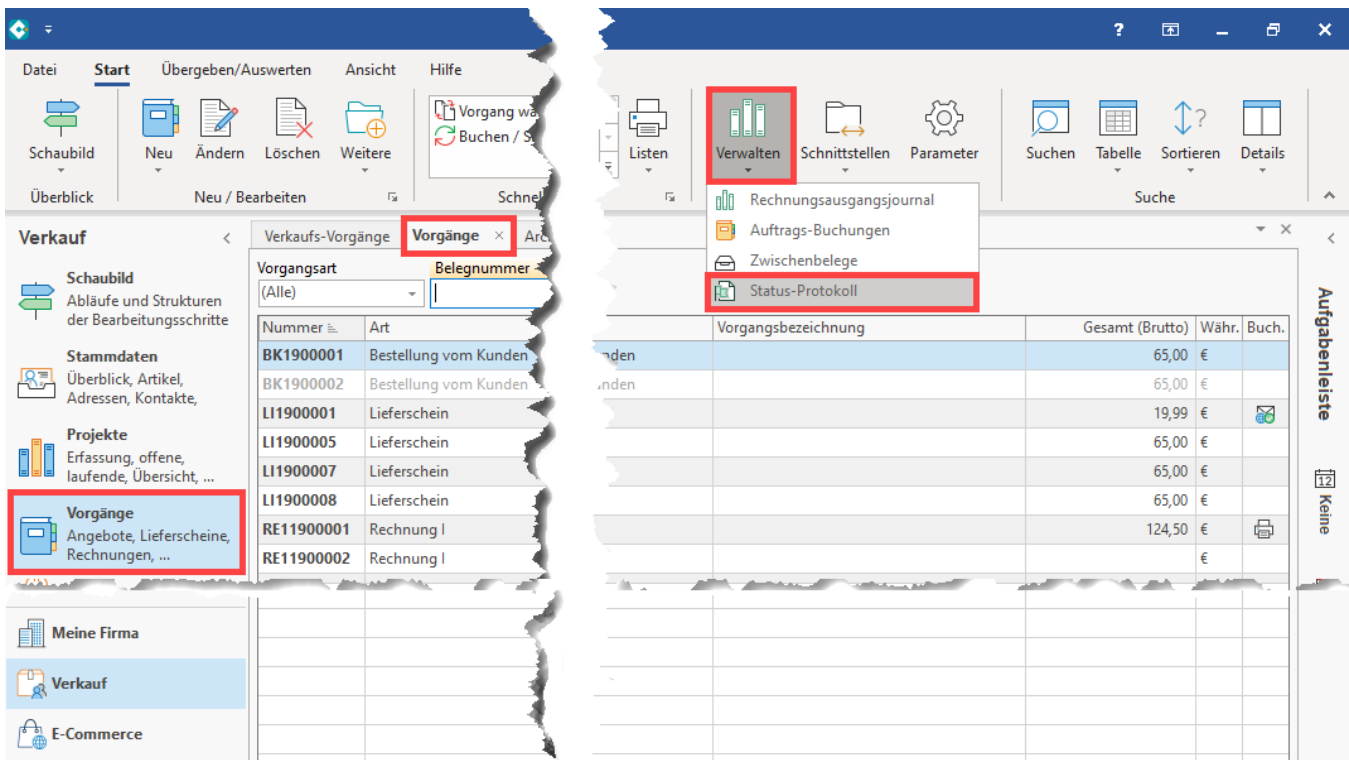 ?
Datei Start Übergeben/Auswerten Ansicht Hilfe
Schaubild
Überblick
Neu Ändern Löschen Weitere
Neu / Bearbeiten
Vorgang
Buchen /
Listen
Verwalten Schnittstellen Parameter
Suchen Tabelle Sortieren Details
Suche
Rechnungsausgangsjournal
Auftrags-Buchungen
Zwischenbelege
Status-Protokoll
Verkauf
Schaubild
Abläufe und Strukturen
der Bearbeitungsschritte
Stammdaten
Überblick, Artikel,
Adressen, Kontakte,
Projekte
Erfassung, offene,
laufende, Übersicht, ...
Vorgänge
Angebote, Lieferscheine,
Rechnungen, ...
Meine Firma
Verkauf
E-Commerce
Verkaufs-Vorgänge Vorgänge
Vorgangsart Belegnummer
(Alle)
Nummer Art Vorgangsbezeichnung Gesamt (Brutto) Währ. Buch.
BK1900001 Bestellung vom Kunden 65,00 €
BK1900002 Bestellung vom Kunden 65,00 €
LI1900001 Lieferschein 19,99 €
LI1900005 Lieferschein 65,00 €
LI1900007 Lieferschein 65,00 €
LI1900008 Lieferschein 65,00 €
RE11900001 Rechnung I 124,50 €
RE11900002 Rechnung I €
Aufgabenleiste
12 Keine